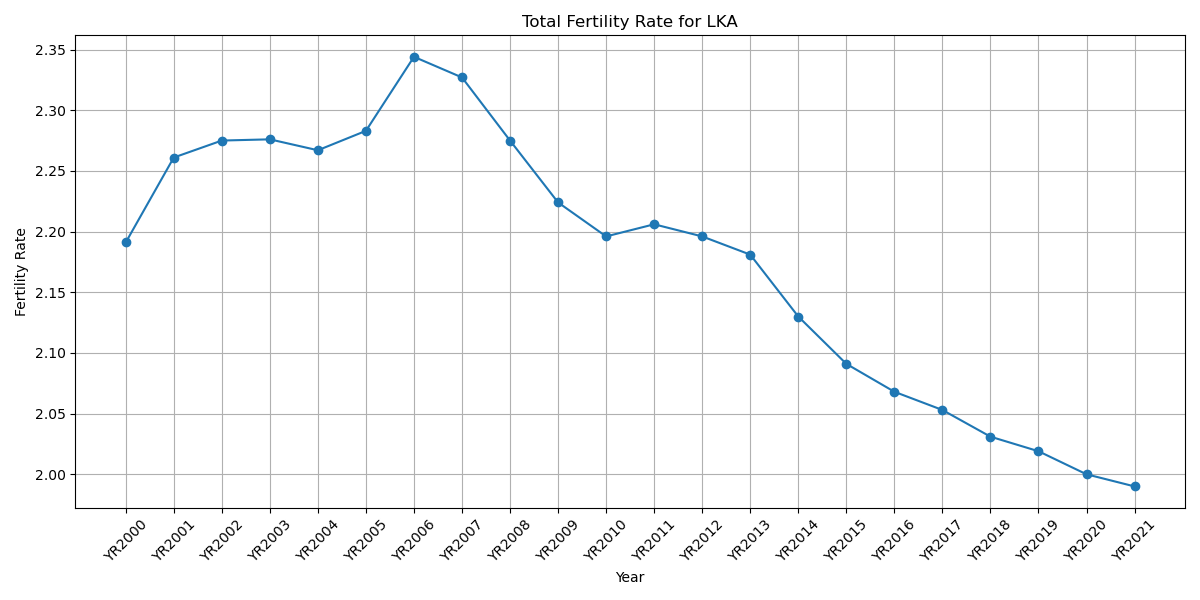 Total Fertility Rate for LKA
Fertility Rate
2.35
2.30
2.25
2.20
2.15
2.10
2.05
2.00
YR2000
YR2001
YR2002
YR2003
YR2004
YR2005
YR2006
YR2007
YR2008
YR2009
YR2010
YR2011
YR2012
YR2013
YR2014
YR2015
YR2016
YR2017
YR2018
YR2019
YR2020
YR2021
Year